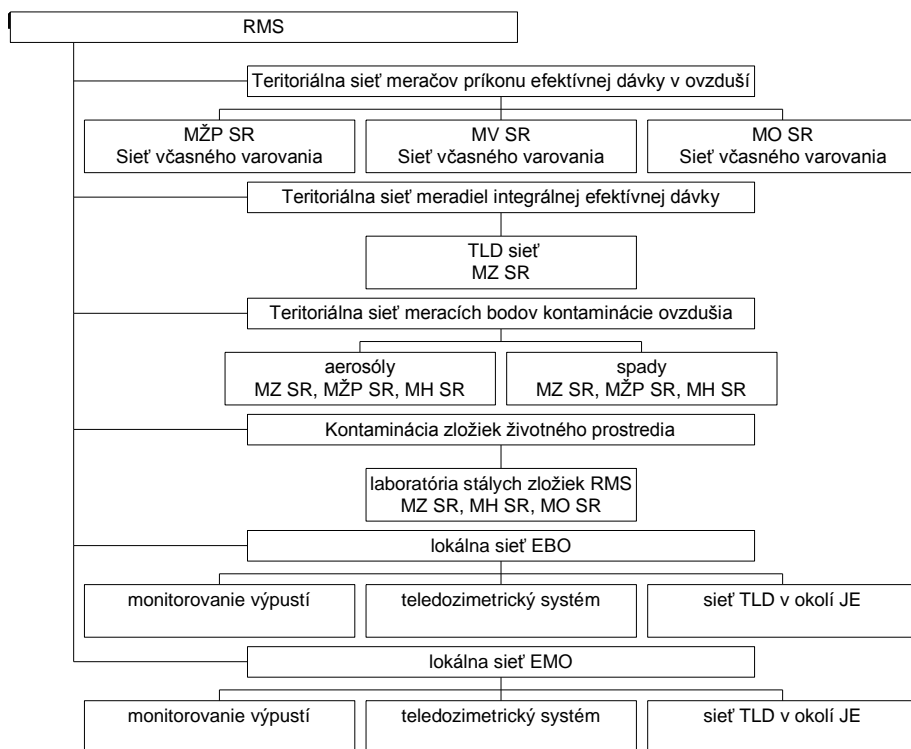 RMS
Teritoriálna sieť meračov príkonu efektívnej dávky v ovzduší
MŽP SR
Sieť včasného varovania
MV SR
Sieť včasného varovania
MO SR
Sieť včasného varovania
Teritoriálna sieť meradiel integrálnej efektívnej dávky
TLD sieť
MZ SR
Teritoriálna sieť meracích bodov kontaminácie ovzdušia
aerosóly
MZ SR, MŽP SR, MH SR
spady
MZ SR, MŽP SR, MH SR
Kontaminácia zložiek životného prostredia
laboratória stálych zložiek RMS
MZ SR, MH SR, MO SR
lokálna sieť EBO
monitorovanie výpustí
teledozimetrický systém
sieť TLD v okolí JE
lokálna sieť EMO
monitorovanie výpustí
teledozimetrický systém
sieť TLD v okolí JE